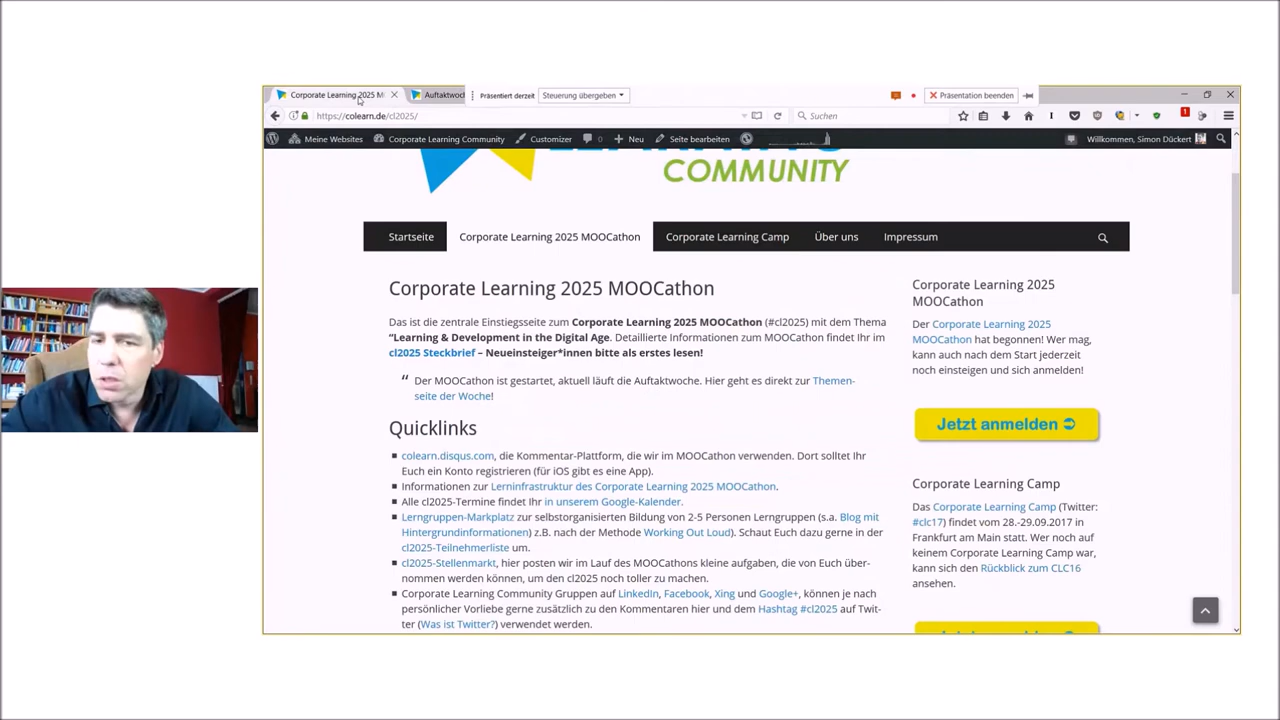 Corporate Learning 2025 M
Auftaktwoch
Präsentiert derzeit
Steuerung übergeben
Präsentation beenden
https://colearn.de/cl2025/
Suchen
1
Meine Websites
Corporate Learning Community
Customizer
0
Neu
Seite bearbeiten
Willkommen, Simon Dückert
COMMUNITY
Startseite
Corporate Learning 2025 MOOCathon
Corporate Learning Camp
Über uns
Impressum
Corporate Learning 2025 MOOCathon
Das ist die zentrale Einstiegsseite zum Corporate Learning 2025 MOOCathon (#cl2025) mit dem Thema
"Learning & Development in the Digital Age. Detaillierte Informationen zum MOOCathon findet Ihr im
cl2025 Steckbrief – Neueinsteiger*innen bitte als erstes lesen!
“ Der MOOCathon ist gestartet, aktuell läuft die Auftaktwoche. Hier geht es direkt zur Themen-
seite der Woche!
Quicklinks
colearn.disqus.com, die Kommentar-Plattform, die wir im MOOCathon verwenden. Dort solltet Ihr
Euch ein Konto registrieren (für iOS gibt es eine App).
Informationen zur Lerninfrastruktur des Corporate Learning 2025 MOOCathon.
Alle cl2025-Termine findet Ihr in unserem Google-Kalender.
Lerngruppen-Markplatz zur selbstorganisierten Bildung von 2-5 Personen Lerngruppen (s.a. Blog mit
Hintergrundinformationen) z.B. nach der Methode Working Out Loud). Schaut Euch dazu gerne in der
cl2025-Teilnehmerliste um.
cl2025-Stellenmarkt, hier posten wir im Lauf des MOOCathons kleine aufgaben, die von Euch über-
nommen werden können, um den cl2025 noch toller zu machen.
Corporate Learning Community Gruppen auf LinkedIn, Facebook, Xing und Google+, können je nach
persönlicher Vorliebe gerne zusätzlich zu den Kommentaren hier und dem Hashtag #cl2025 auf Twit-
ter (Was ist Twitter?) verwendet werden.
Corporate Learning 2025
MOOCathon
Der Corporate Learning 2025
MOOCathon hat begonnen! Wer mag,
kann auch nach dem Start jederzeit
noch einsteigen und sich anmelden!
Jetzt anmelden
Corporate Learning Camp
Das Corporate Learning Camp (Twitter:
#clc17) findet vom 28.-29.09.2017 in
Frankfurt am Main statt. Wer noch auf
keinem Corporate Learning Camp war,
kann sich den Rückblick zum CLC16
ansehen.